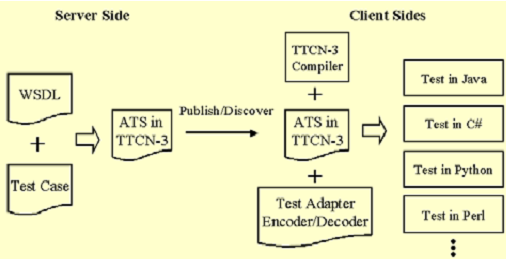 Server Side
Client Sides
WSDL
+
Test Case
ATS in
TTCN-3
Publish/Discover
TTCN-3
Compiler
+
ATS in
TTCN-3
+
Test Adapter
Encoder/Decoder
Test in Java
Test in C#
Test in Python
Test in Perl